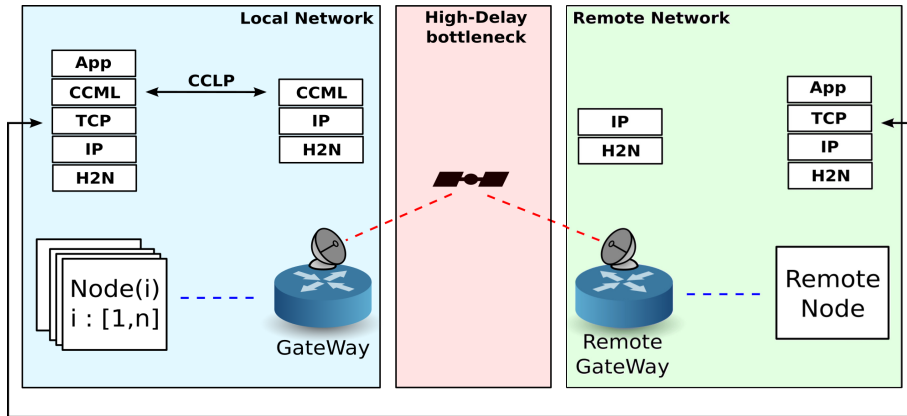 Local Network
High-Delay
bottleneck
Remote Network
App
CCML
TCP
IP
H2N
CCLP
CCML
IP
H2N
IP
H2N
App
TCP
IP
H2N
Node(i)
i : [1,n]
GateWay
Remote
GateWay
Remote
Node